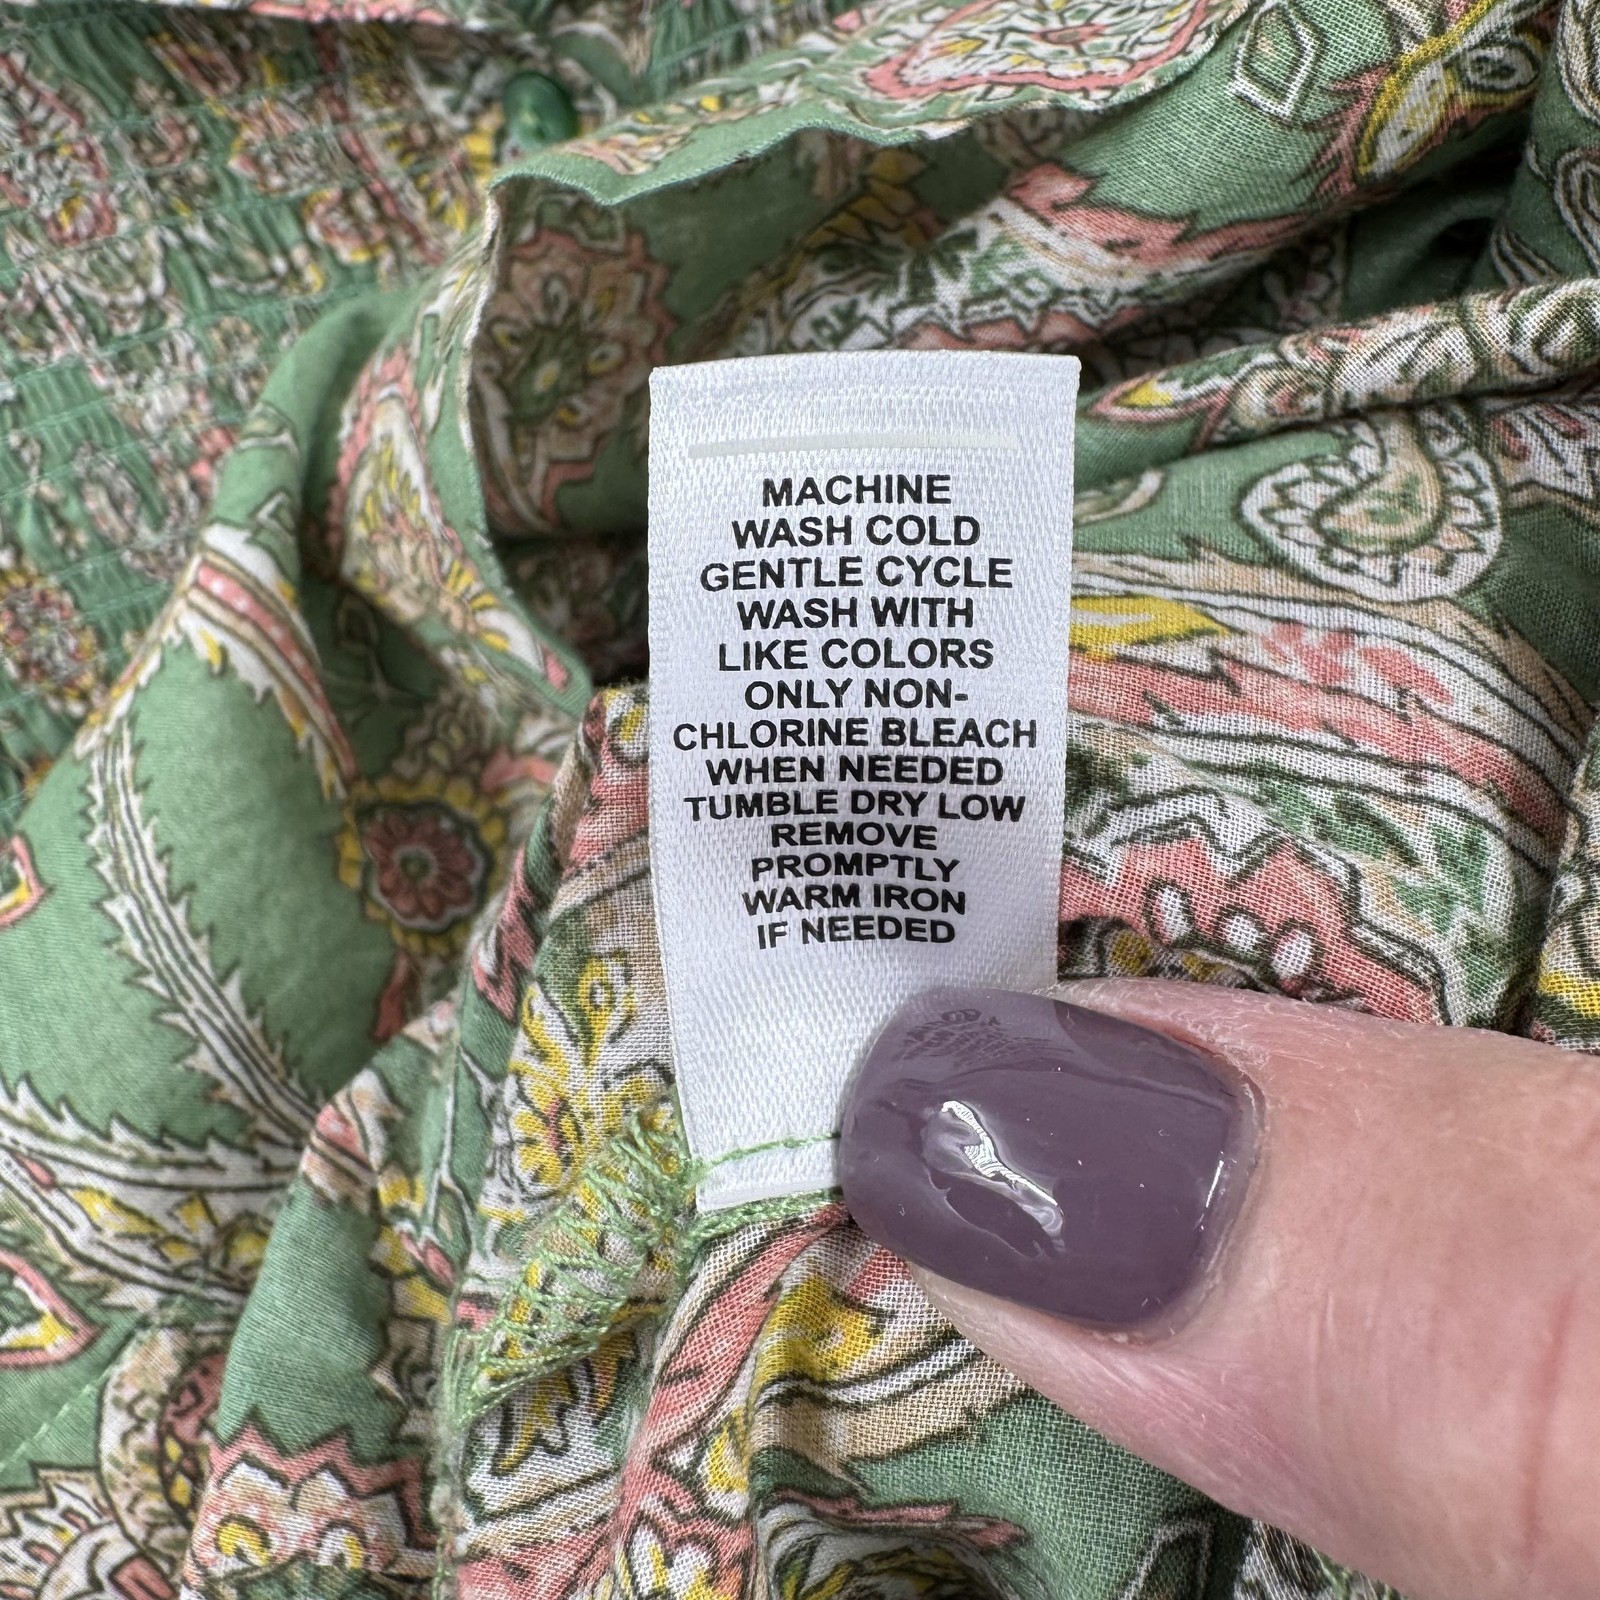 MACHINE
WASH COLD
GENTLE CYCLE
WASH WITH
LIKE COLORS
ONLY NON-
CHLORINE BLEACH
WHEN NEEDED
TUMBLE DRY LOW
REMOVE
PROMPTLY
WARM IRON
IF NEEDED